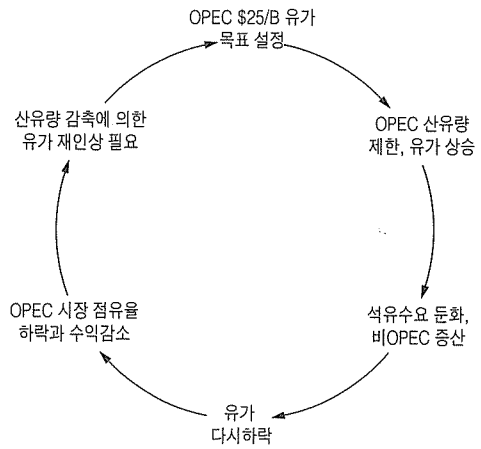 OPEC $25/B 유가
목표 설정
OPEC 산유량
제한, 유가 상승
석유수요 둔화,
비OPEC 증산
유가
다시하락
OPEC 시장 점유율
하락과 수익감소
산유량 감축에 의한
유가 재인상 필요